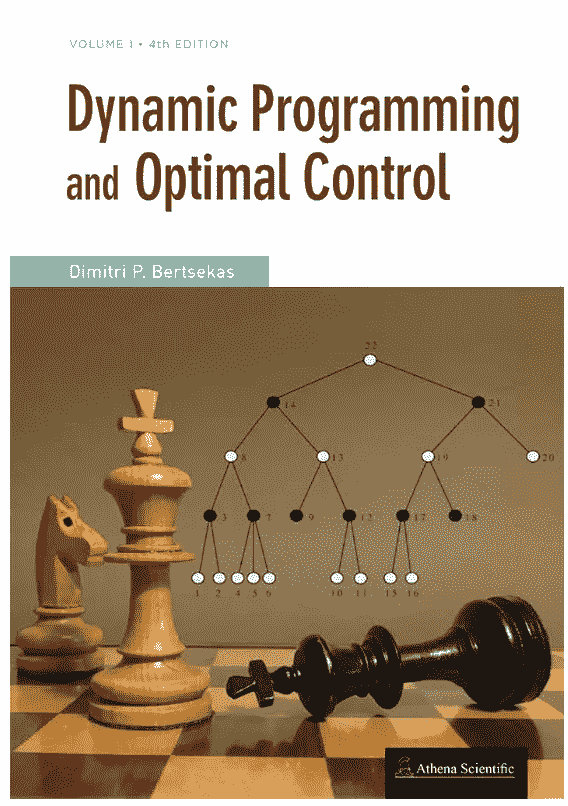 VOLUME I • 4th EDITION
Dynamic Programming
and Optimal Control
Dimitri P. Bertsekas
22
14 21
8 13 19 20
3 7 9 12 17 18
1 2 4 5 6 10 11 15 16
Athena Scientific